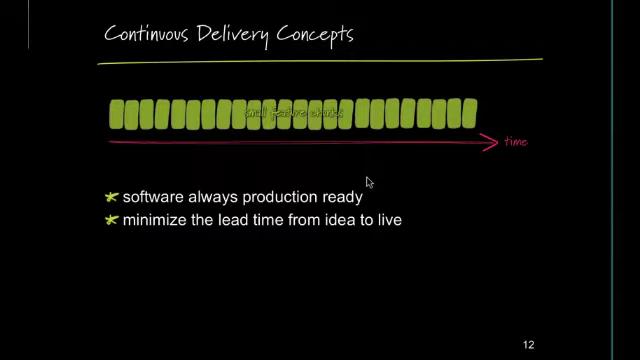 Continuous Delivery Concepts
small feature chunks
time
software always production ready
minimize the lead time from idea to live
12